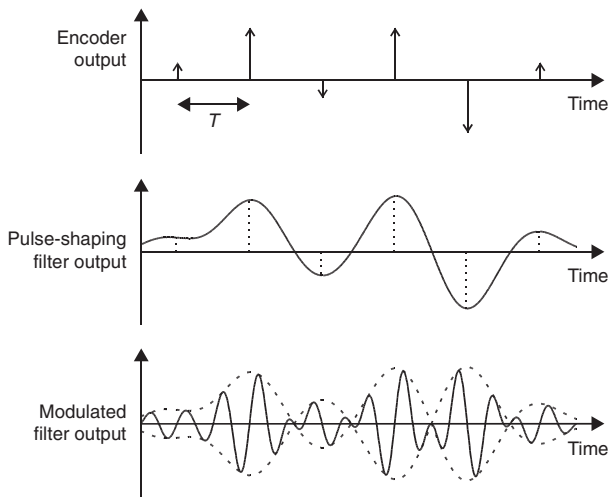 Encoder
output
Time
T
Pulse-shaping
filter output
Time
Modulated
filter output
Time